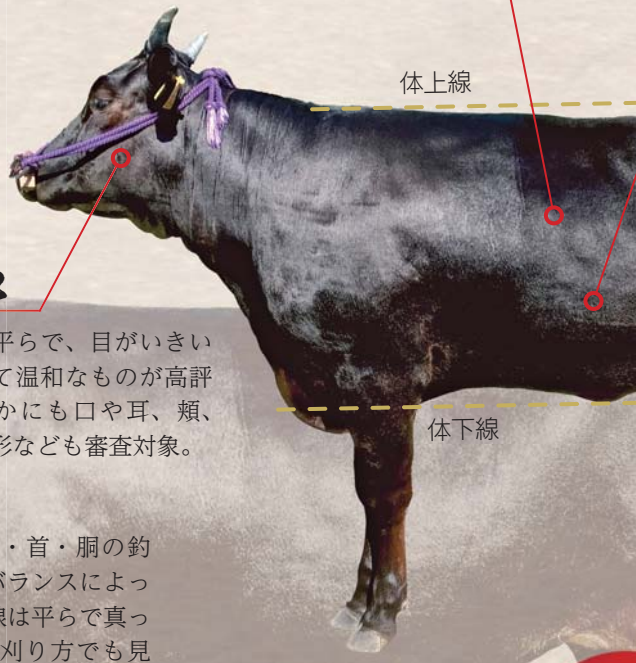 体上線
平らで、目がいきい
て温和なものが高評
かにも口や耳、頰、
形なども審査対象。
体下線
・首・胴の釣
バランスによっ
線は平らで真っ
刈り方でも見